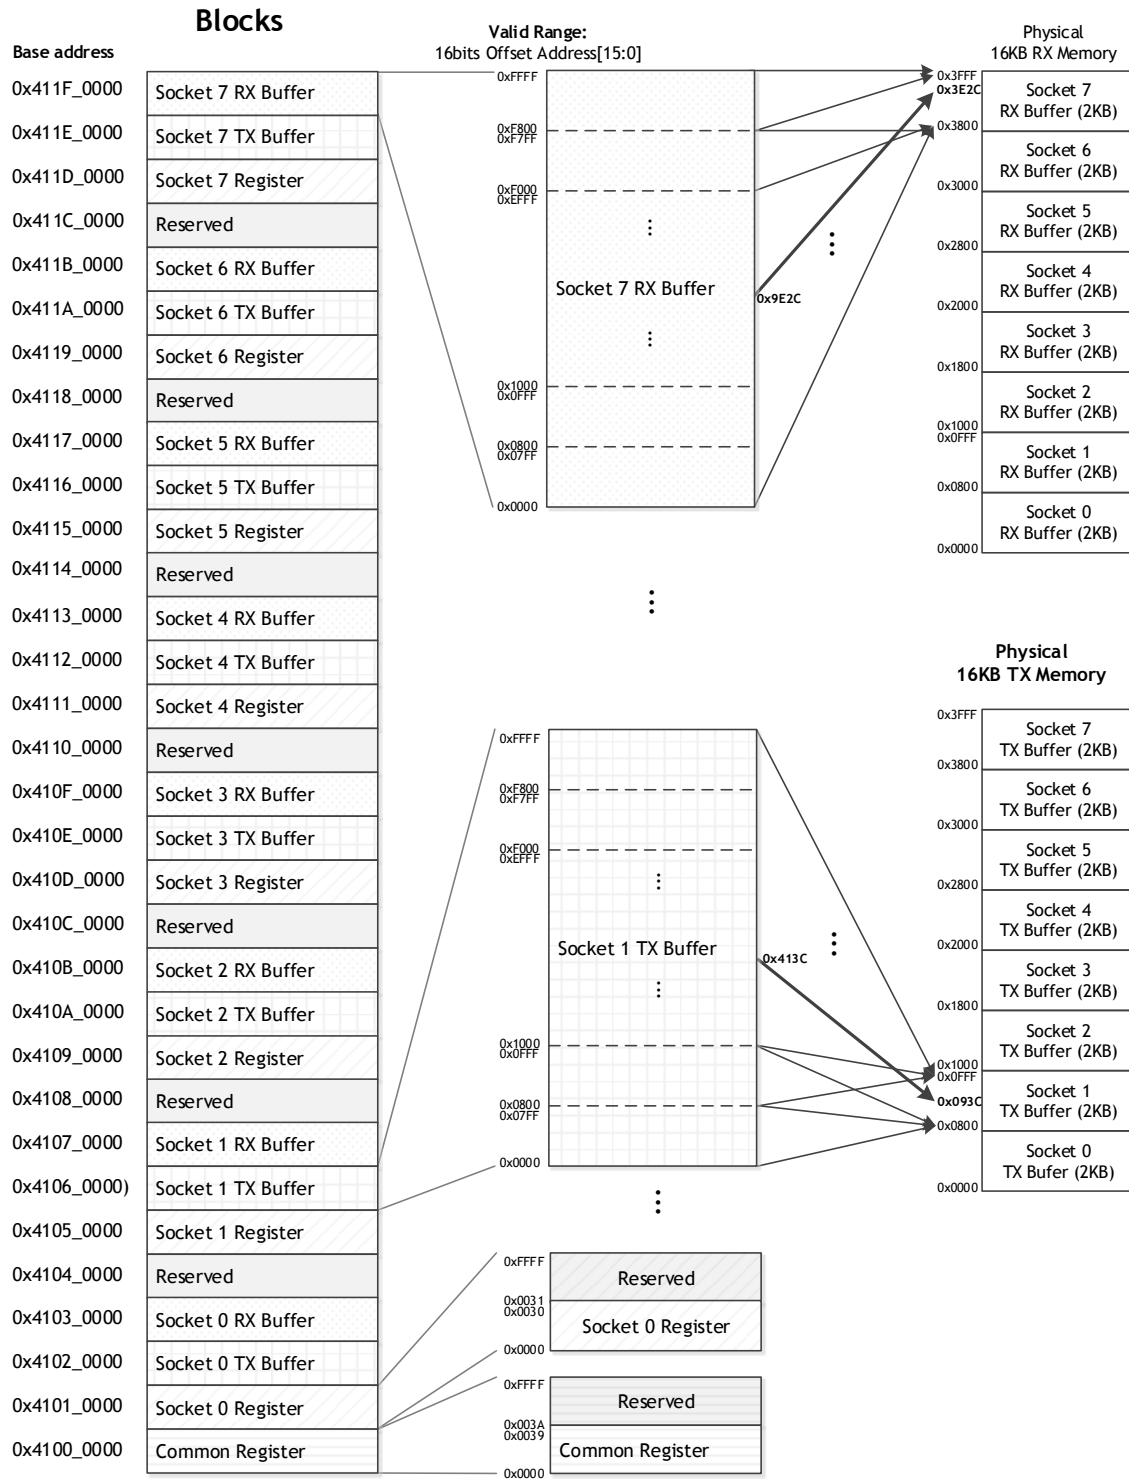 Blocks
Base address
0x411F_0000
Socket 7 RX Buffer
0x411E_0000
Socket 7 TX Buffer
0x411D_0000
Socket 7 Register
0x411C_0000
Reserved
0x411B_0000
Socket 6 RX Buffer
0x411A_0000
Socket 6 TX Buffer
0x4119_0000
Socket 6 Register
0x4118_0000
Reserved
0x4117_0000
Socket 5 RX Buffer
0x4116_0000
Socket 5 TX Buffer
0x4115_0000
Socket 5 Register
0x4114_0000
Reserved
0x4113_0000
Socket 4 RX Buffer
0x4112_0000
Socket 4 TX Buffer
0x4111_0000
Socket 4 Register
0x4110_0000
Reserved
0x410F_0000
Socket 3 RX Buffer
0x410E_0000
Socket 3 TX Buffer
0x410D_0000
Socket 3 Register
0x410C_0000
Reserved
0x410B_0000
Socket 2 RX Buffer
0x410A_0000
Socket 2 TX Buffer
0x4109_0000
Socket 2 Register
0x4108_0000
Reserved
0x4107_0000
Socket 1 RX Buffer
0x4106_0000)
Socket 1 TX Buffer
0x4105_0000
Socket 1 Register
0x4104_0000
Reserved
0x4103_0000
Socket 0 RX Buffer
0x4102_0000
Socket 0 TX Buffer
0x4101_0000
Socket 0 Register
0x4100_0000
Common Register
Valid Range:
16bits Offset Address[15:0]
0xFFFF
0xF800
0xF7FF
0xF000
0xEFFF
Socket 7 RX Buffer
0x9E2C
0x1000
0x0FFF
0x0800
0x07FF
0x0000
Physical
16KB RX Memory
0x3FFF
0x3E2C
Socket 7
RX Buffer (2KB)
0x3800
Socket 6
RX Buffer (2KB)
0x3000
Socket 5
RX Buffer (2KB)
0x2800
Socket 4
RX Buffer (2KB)
0x2000
Socket 3
RX Buffer (2KB)
0x1800
Socket 2
RX Buffer (2KB)
0x1000
0x0FFF
Socket 1
RX Buffer (2KB)
0x0800
Socket 0
RX Buffer (2KB)
0x0000
0xFFFF
0xF800
0xF7FF
0xF000
0xEFFF
Socket 1 TX Buffer
0x413C
0x1000
0x0FFF
0x0800
0x07FF
0x0000
Physical
16KB TX Memory
0x3FFF
Socket 7
TX Buffer (2KB)
0x3800
Socket 6
TX Buffer (2KB)
0x3000
Socket 5
TX Buffer (2KB)
0x2800
Socket 4
TX Buffer (2KB)
0x2000
Socket 3
TX Buffer (2KB)
0x1800
Socket 2
TX Buffer (2KB)
0x1000
0x0FFF
Socket 1
0x093C
TX Buffer (2KB)
0x0800
Socket 0
TX Bufer (2KB)
0x0000
0xFFFF
Reserved
0x0031
0x0030
Socket 0 Register
0x0000
0xFFFF
Reserved
0x003A
0x0039
Common Register
0x0000